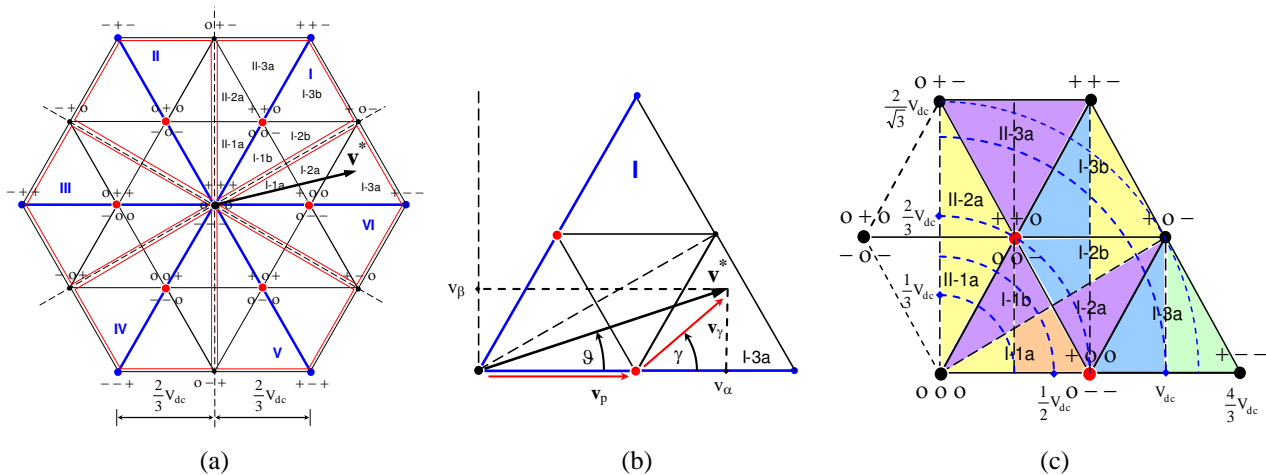 − + −
o + −
+ + −
II
II-3a
I
I-3b
II-2a
− + o
o + o
+ + o
+ o −
− o −
o o −
I-2b
II-1a
I-1b
v*
I-2a
I-1a
I-3a
− + +
III
+ + +
o + +
+ o o
+ − −
− o o
o
o − −
− − −
VI
− o +
o o +
+ o +
+ − o
− − o
o − o
IV
V
− − +
o − +
+ − +
2/3 V_dc
2/3 V_dc
(a)
I
v*
v_β
v_γ
ϑ
γ
I-3a
v_p
v_α
(b)
o + −
+ + −
2/√3 V_dc
II-3a
I-3b
II-2a
o + o
2/3 V_dc
+ + o
+ o −
− o −
o o −
I-2b
1/3 V_dc
II-1a
I-1b
I-2a
I-3a
I-1a
+ o o
+ − −
o o o
1/2 V_dc
o − −
V_dc
4/3 V_dc
(c)